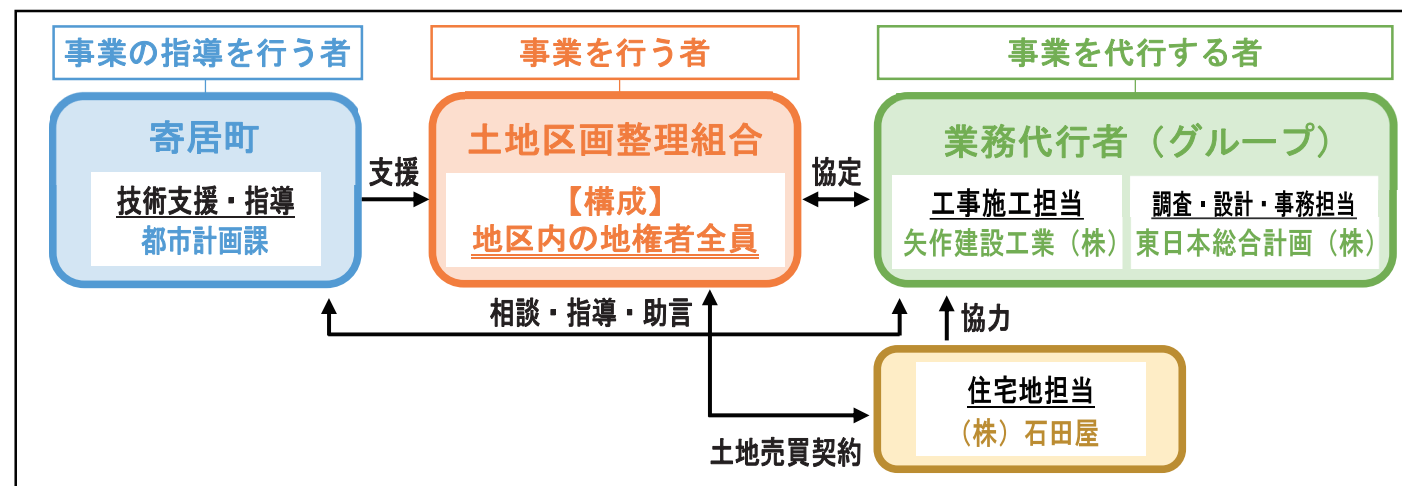 事業の指導を行う者
寄居町
技術支援・指導
都市計画課
支援
事業を行う者
土地区画整理組合
【構成】
地区内の地権者全員
協定
事業を代行する者
業務代行者（グループ）
工事施工担当
矢作建設工業（株）
調査・設計・事務担当
東日本総合計画（株）
相談・指導・助言
協力
住宅地担当
（株）石田屋
土地売買契約